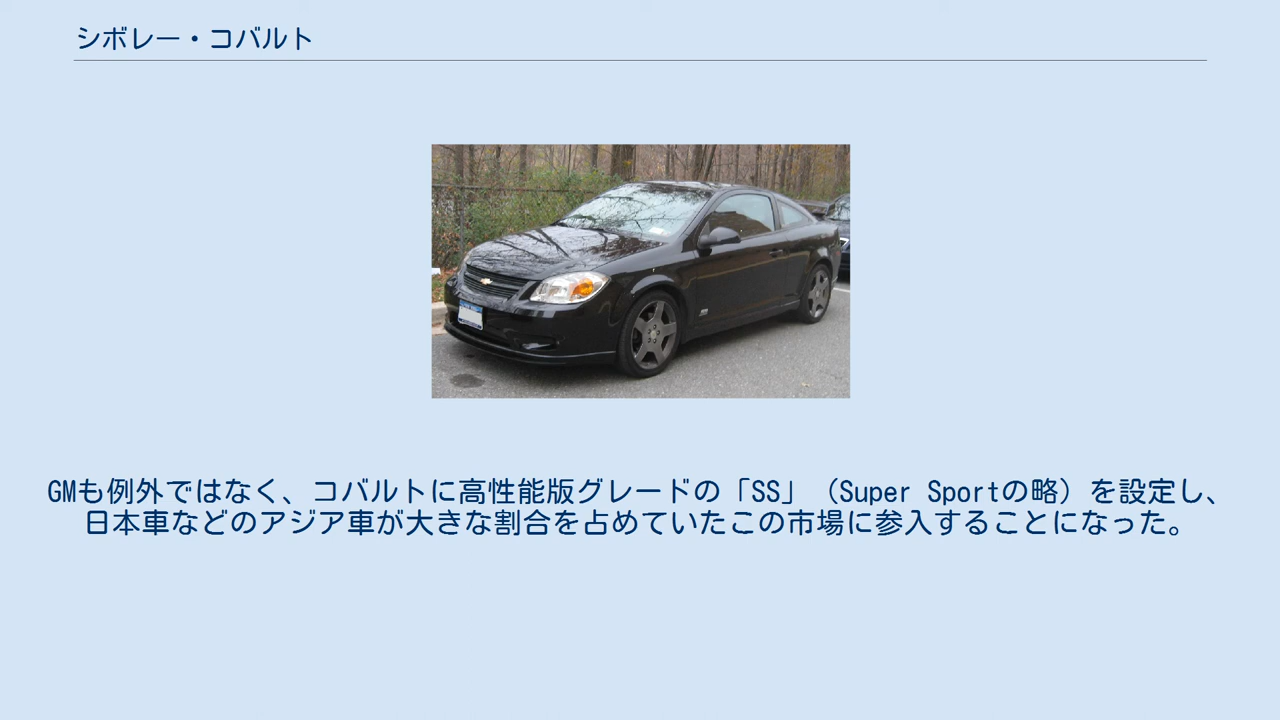 シボレー・コバルト
GMも例外ではなく、コバルトに高性能版グレードの「SS」（Super Sportの略）を設定し、
日本車などのアジア車が大きな割合を占めていたこの市場に参入することになった。